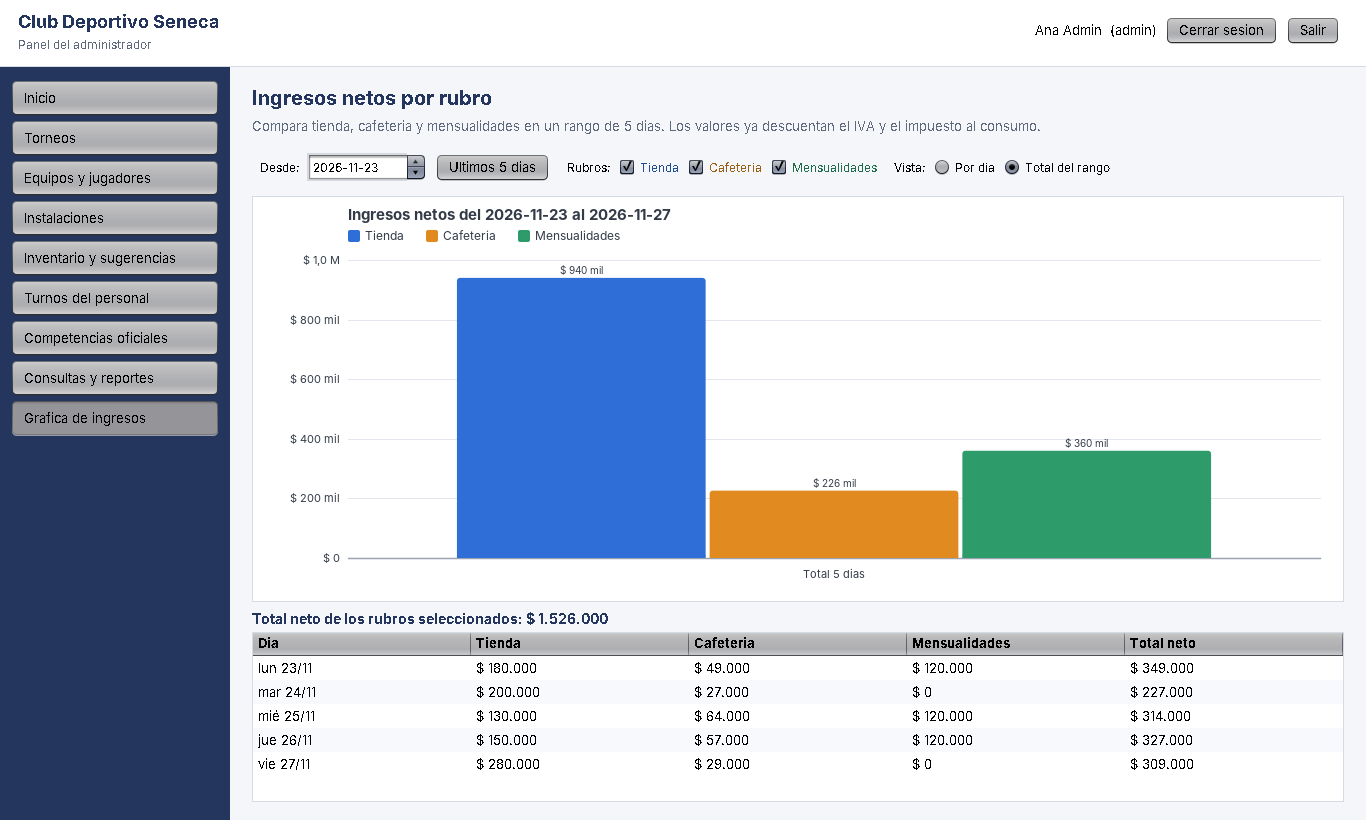 Club Deportivo Seneca
Panel del administrador
Ana Admin (admin) Cerrar sesion Salir
Inicio
Torneos
Equipos y jugadores
Instalaciones
Inventario y sugerencias
Turnos del personal
Competencias oficiales
Consultas y reportes
Grafica de ingresos
Ingresos netos por rubro
Compara tienda, cafeteria y mensualidades en un rango de 5 dias. Los valores ya descuentan el IVA y el impuesto al consumo.
Desde: 2026-11-23 Ultimos 5 dias Rubros: Tienda Cafeteria Mensualidades Vista: Por dia Total del rango
Ingresos netos del 2026-11-23 al 2026-11-27
Tienda Cafeteria Mensualidades
$ 1,0 M
$ 800 mil
$ 600 mil
$ 400 mil
$ 200 mil
$ 0
$ 940 mil
$ 226 mil
$ 360 mil
Total 5 dias
Total neto de los rubros seleccionados: $ 1.526.000
Dia Tienda Cafeteria Mensualidades Total neto
lun 23/11 $ 180.000 $ 49.000 $ 120.000 $ 349.000
mar 24/11 $ 200.000 $ 27.000 $ 0 $ 227.000
mié 25/11 $ 130.000 $ 64.000 $ 120.000 $ 314.000
jue 26/11 $ 150.000 $ 57.000 $ 120.000 $ 327.000
vie 27/11 $ 280.000 $ 29.000 $ 0 $ 309.000